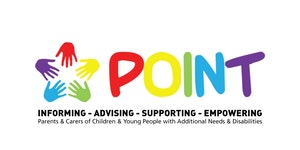 POINT
INFORMING - ADVISING - SUPPORTING - EMPOWERING
Parents & Carers of Children & Young People with Additional Needs & Disabilities